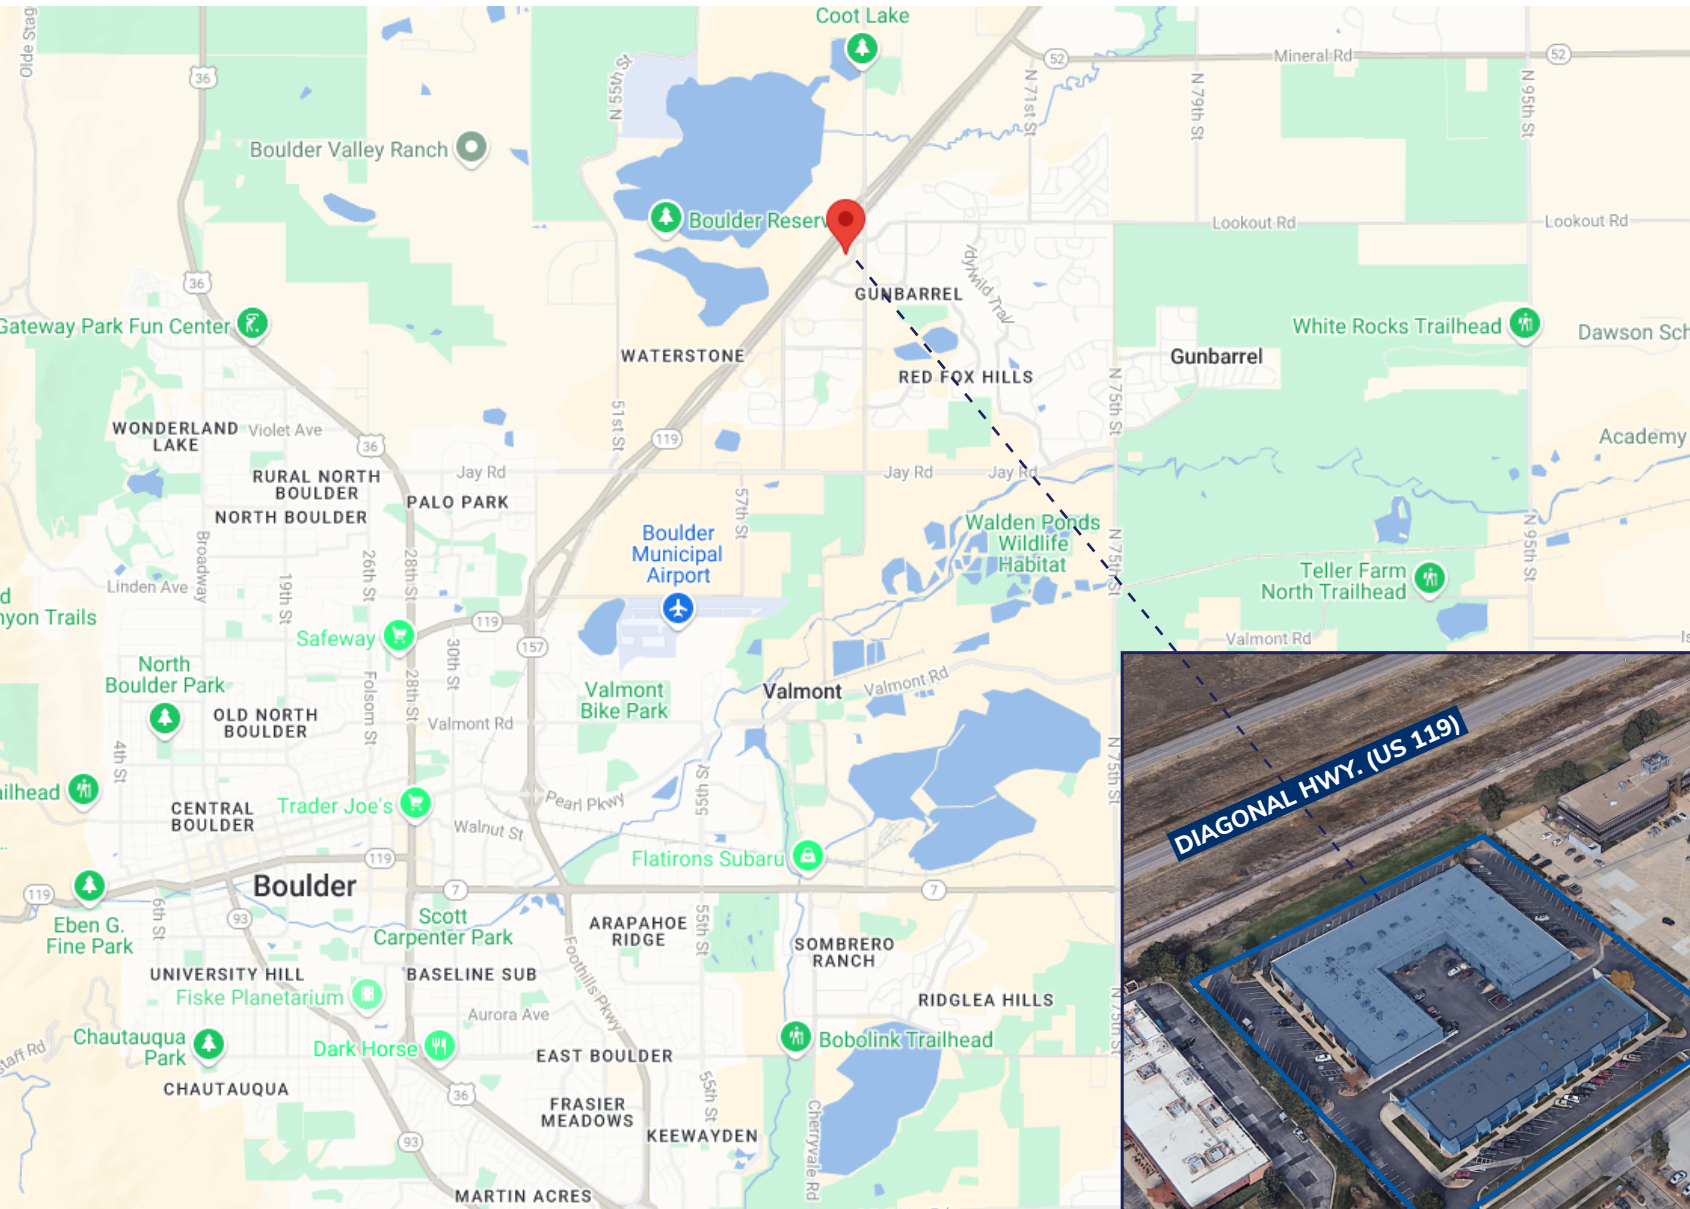 Coot Lake
Olde Stag
36
N 55th St
52
Mineral Rd
52
N 71st St
N 79th St
N 95th St
Boulder Valley Ranch
Boulder Reserv
Lookout Rd
Lookout Rd
Idylwild Trail
36
GUNBARREL
Gateway Park Fun Center
White Rocks Trailhead
Dawson Sch
WATERSTONE
Gunbarrel
RED FOX HILLS
N 75th St
51st St
WONDERLAND
LAKE
Violet Ave
36
119
Academy
RURAL NORTH
BOULDER
Jay Rd
Jay Rd
Jay Rd
PALO PARK
NORTH BOULDER
57th St
Boulder
Municipal
Airport
Walden Ponds
Wildlife
Habitat
N 75th St
N 95th St
Broadway
26th St
28th St
19th St
Linden Ave
Teller Farm
North Trailhead
d
nyon Trails
119
Safeway
30th St
157
Valmont Rd
Is
North
Boulder Park
Folsom St
28th St
Valmont
Bike Park
Valmont
Valmont Rd
OLD NORTH
BOULDER
Valmont Rd
4th St
N 75th St
55th St
ailhead
Trader Joe's
Pearl Pkwy
CENTRAL
BOULDER
Walnut St
DIAGONAL HWY. (US 119)
119
Flatirons Subaru
Boulder
119
7
7
6th St
93
Eben G.
Fine Park
Scott
Carpenter Park
ARAPAHOE
RIDGE
55th St
SOMBRERO
RANCH
Foothills Pkwy
UNIVERSITY HILL
BASELINE SUB
Fiske Planetarium
RIDGLEA HILLS
N 75th St
Aurora Ave
Chautauqua
Park
Dark Horse
Bobolink Trailhead
staff Rd
EAST BOULDER
CHAUTAUQUA
36
55th St
FRASIER
MEADOWS
Cherryvale Rd
93
KEEWAYDEN
MARTIN ACRES